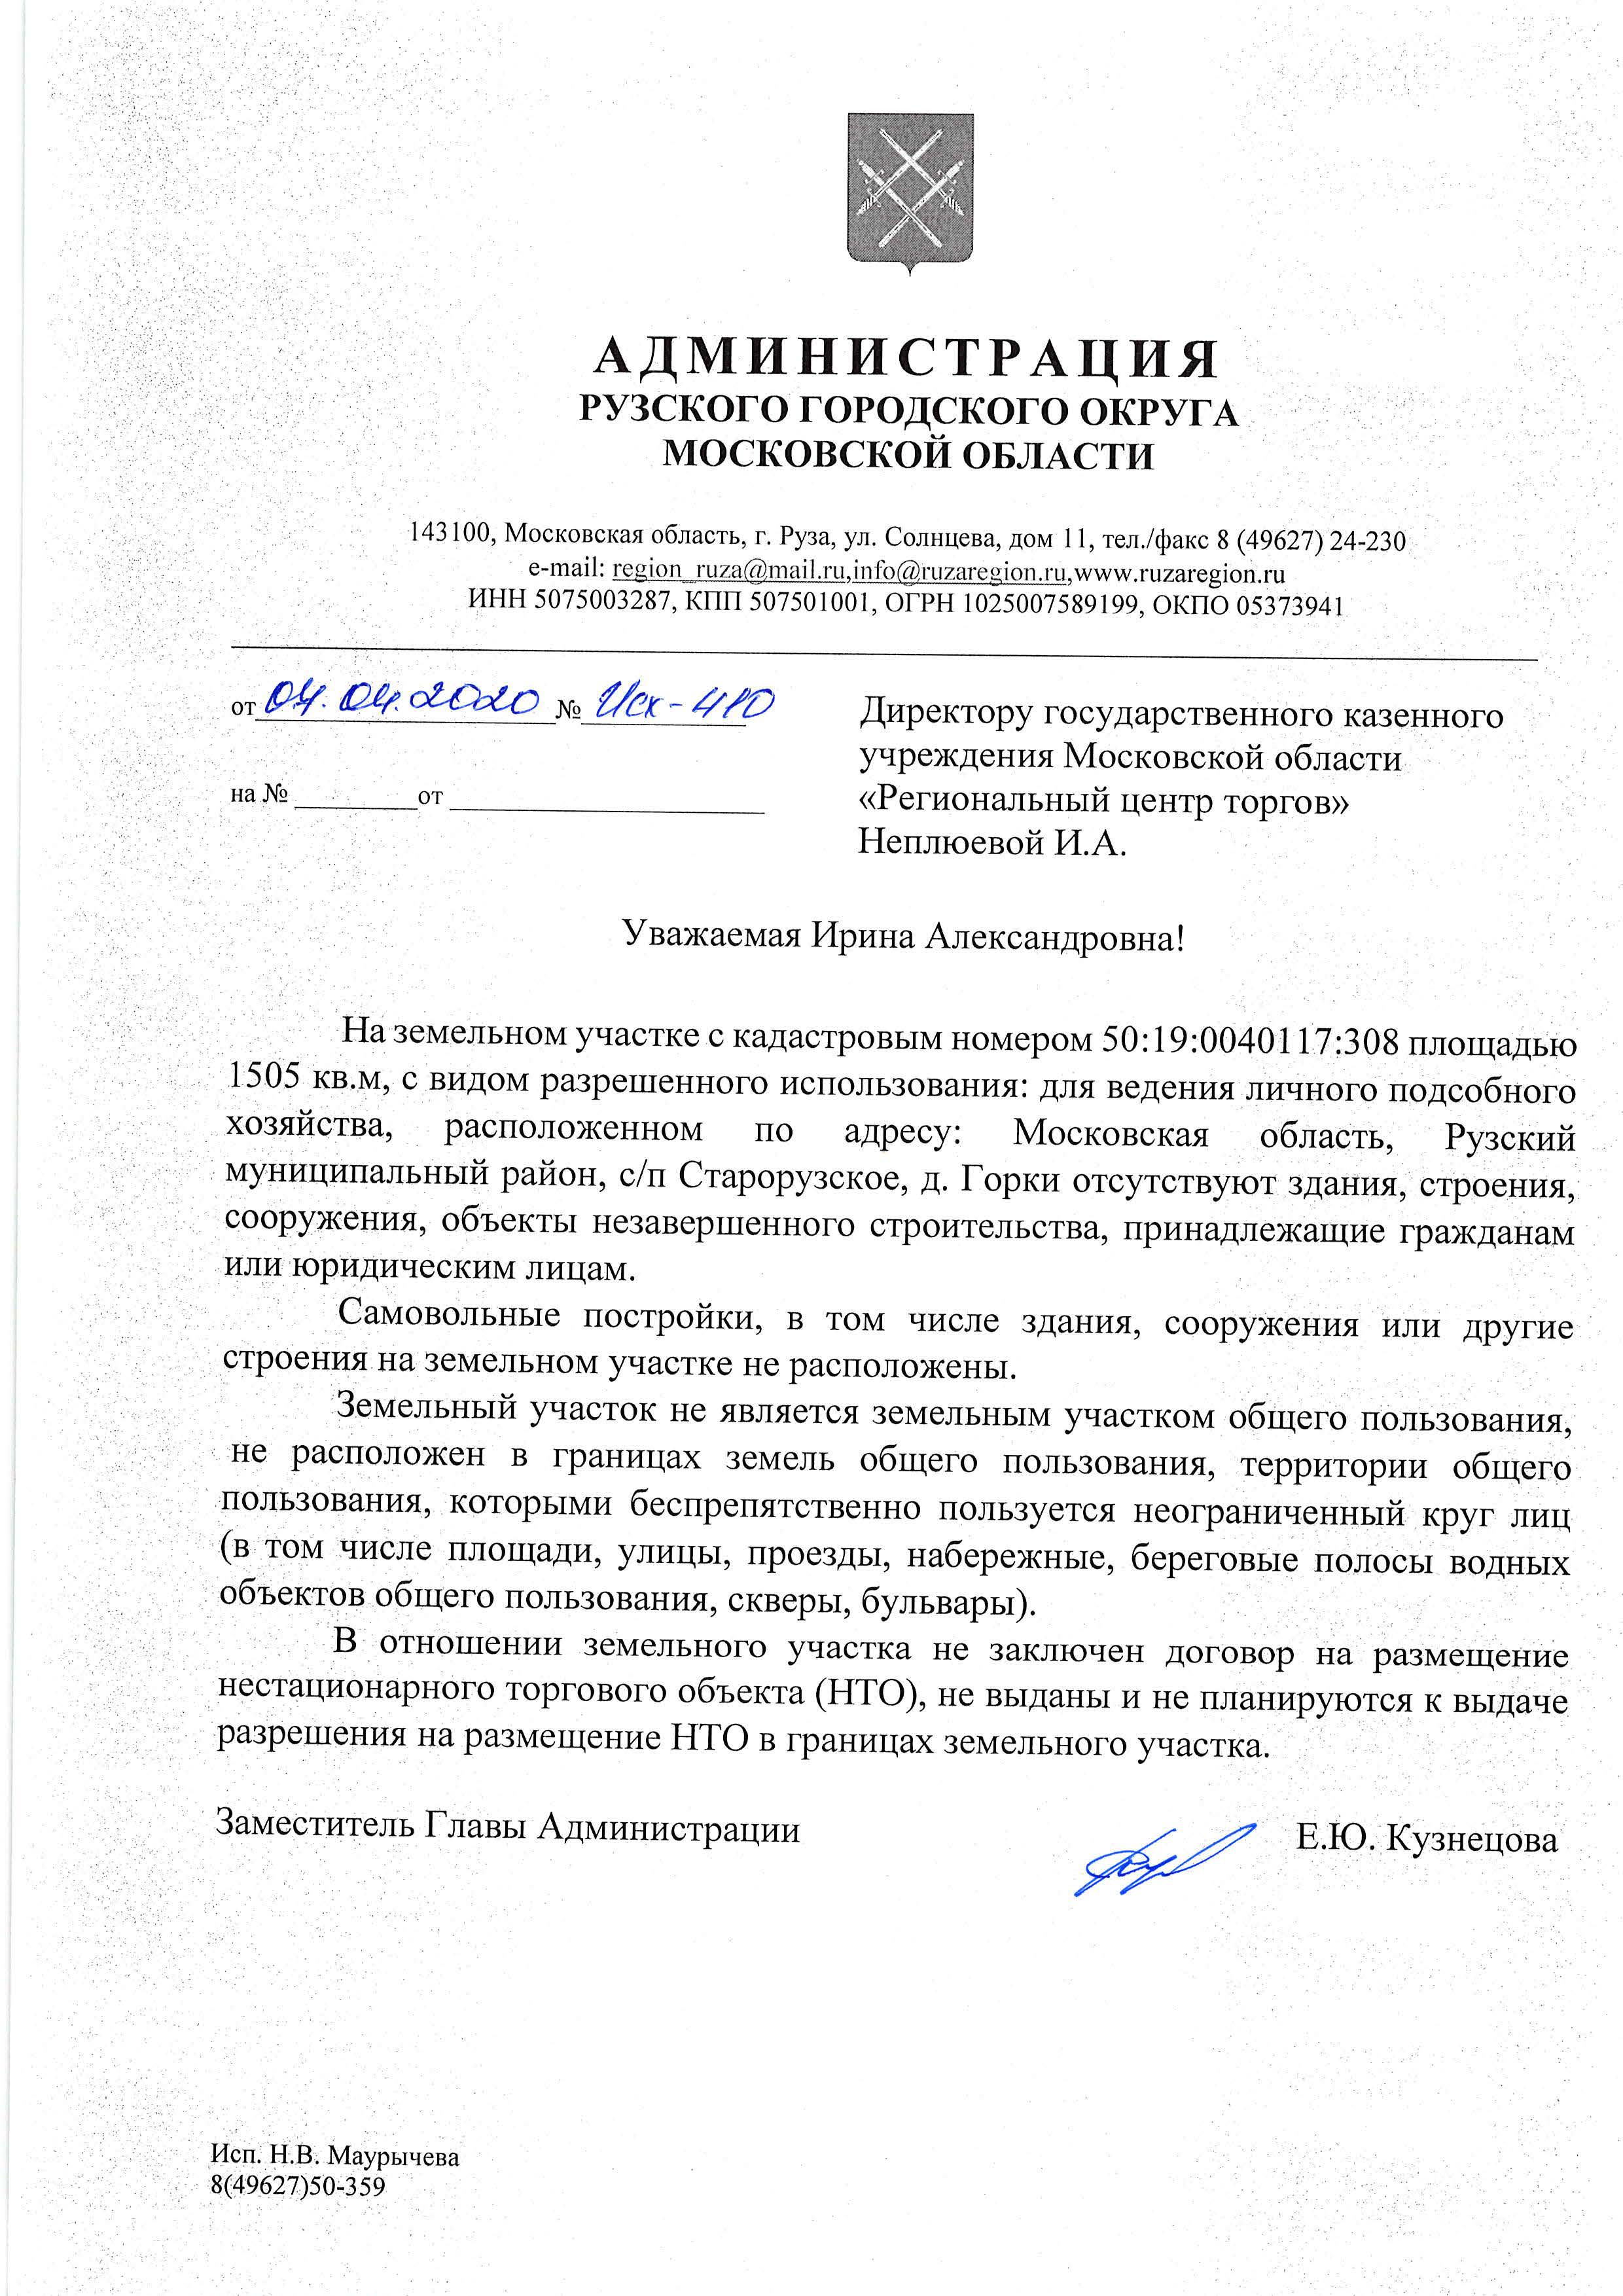 АДМИНИСТРАЦИЯ
РУЗСКОГО ГОРОДСКОГО ОКРУГА
МОСКОВСКОЙ ОБЛАСТИ
143100, Московская область, г. Руза, ул. Солнцева, дом 11, тел./факс 8 (49627) 24-230
e-mail: region_ruza@mail.ru,info@ruzaregion.ru,www.ruzaregion.ru
ИНН 5075003287, КПП 507501001, ОГРН 1025007589199, ОКПО 05373941
от 04.04.2020 № Исх-410
на № _________от _______________________
Директору государственного казенного
учреждения Московской области
«Региональный центр торгов»
Неплюевой И.А.
Уважаемая Ирина Александровна!
На земельном участке с кадастровым номером 50:19:0040117:308 площадью
1505 кв.м, с видом разрешенного использования: для ведения личного подсобного
хозяйства, расположенном по адресу: Московская область, Рузский
муниципальный район, с/п Старорузское, д. Горки отсутствуют здания, строения,
сооружения, объекты незавершенного строительства, принадлежащие гражданам
или юридическим лицам.
Самовольные постройки, в том числе здания, сооружения или другие
строения на земельном участке не расположены.
Земельный участок не является земельным участком общего пользования,
не расположен в границах земель общего пользования, территории общего
пользования, которыми беспрепятственно пользуется неограниченный круг лиц
(в том числе площади, улицы, проезды, набережные, береговые полосы водных
объектов общего пользования, скверы, бульвары).
В отношении земельного участка не заключен договор на размещение
нестационарного торгового объекта (НТО), не выданы и не планируются к выдаче
разрешения на размещение НТО в границах земельного участка.
Заместитель Главы Администрации Е.Ю. Кузнецова
Исп. Н.В. Маурычева
8(49627)50-359